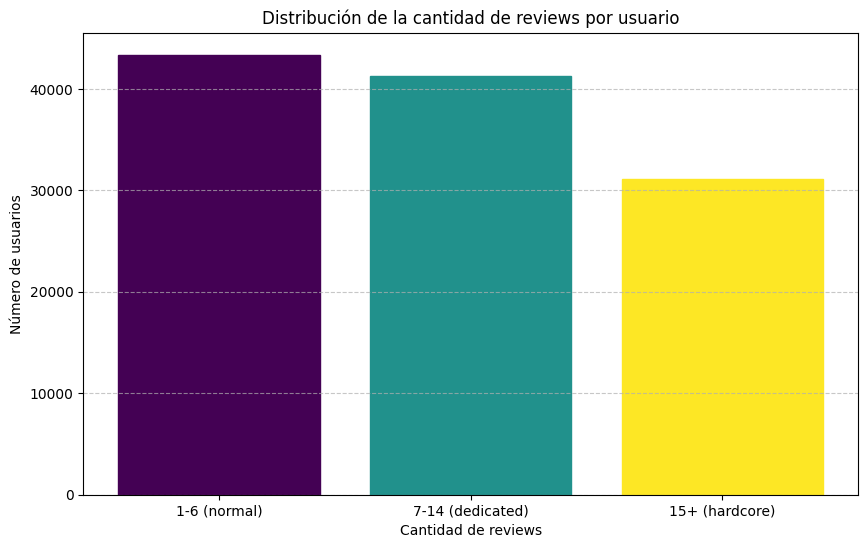 Distribución de la cantidad de reviews por usuario
Número de usuarios
40000
30000
20000
10000
0
1-6 (normal)
7-14 (dedicated)
15+ (hardcore)
Cantidad de reviews